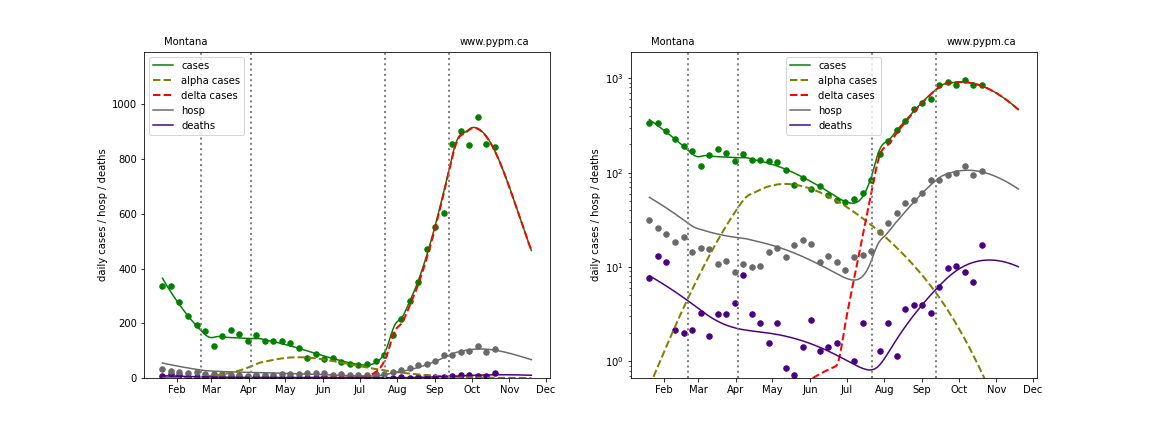 Montana
www.pypm.ca
cases
alpha cases
delta cases
hosp
deaths
daily cases / hosp / deaths
1000
800
600
400
200
0
Feb Mar Apr May Jun Jul Aug Sep Oct Nov Dec
Montana
www.pypm.ca
cases
alpha cases
delta cases
hosp
deaths
daily cases / hosp / deaths
10³
10²
10¹
10⁰
Feb Mar Apr May Jun Jul Aug Sep Oct Nov Dec